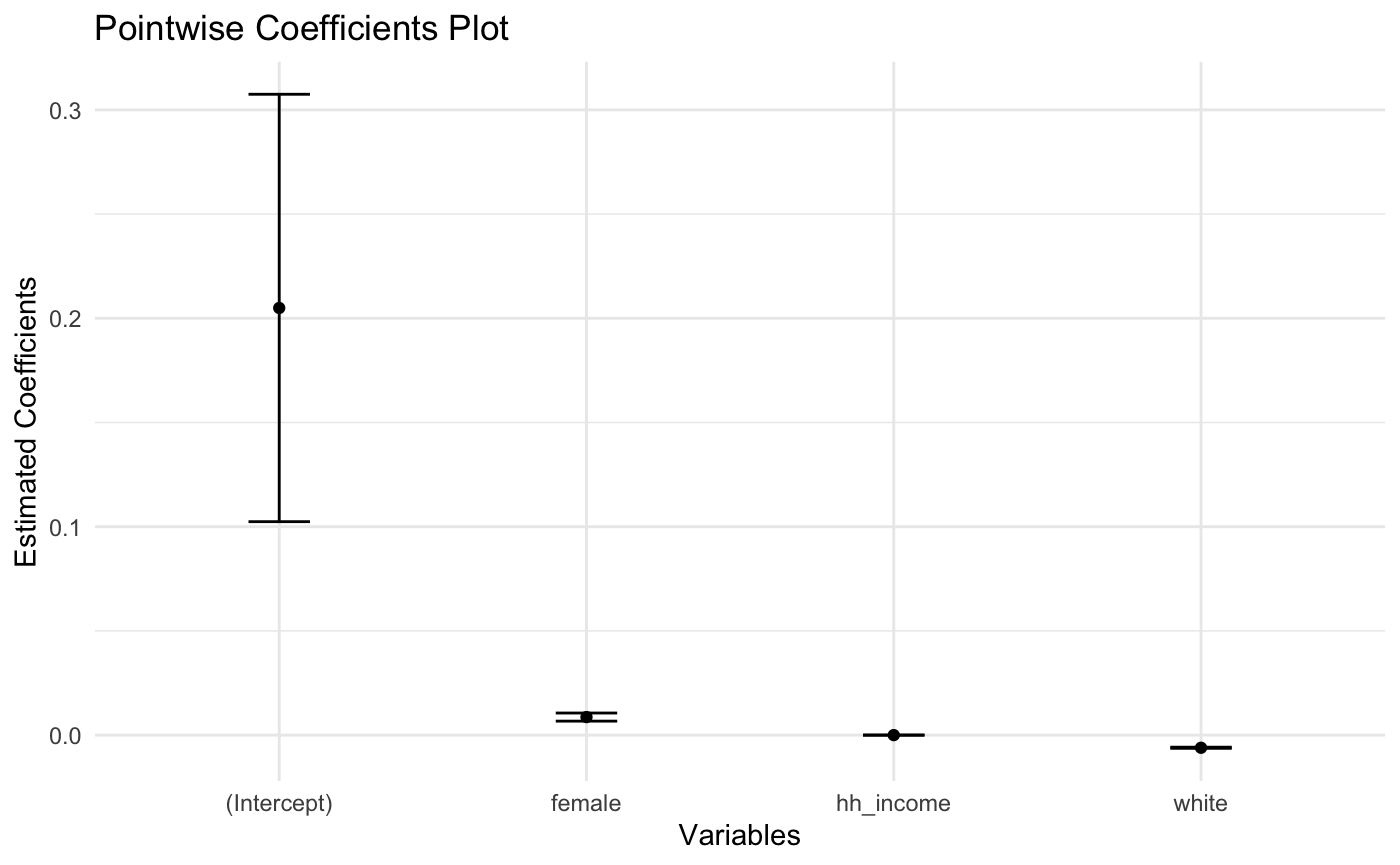 Pointwise Coefficients Plot
Estimated Coefficients
0.3
0.2
0.1
0.0
(Intercept) female hh_income white
Variables